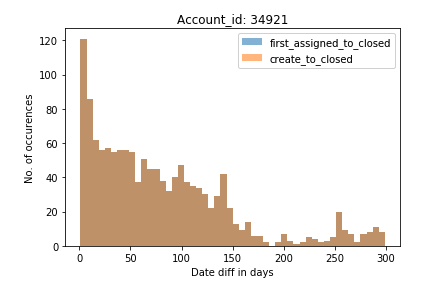 Account_id: 34921
first_assigned_to_closed
create_to_closed
No. of occurences
120
100
80
60
40
20
0
0 50 100 150 200 250 300
Date diff in days